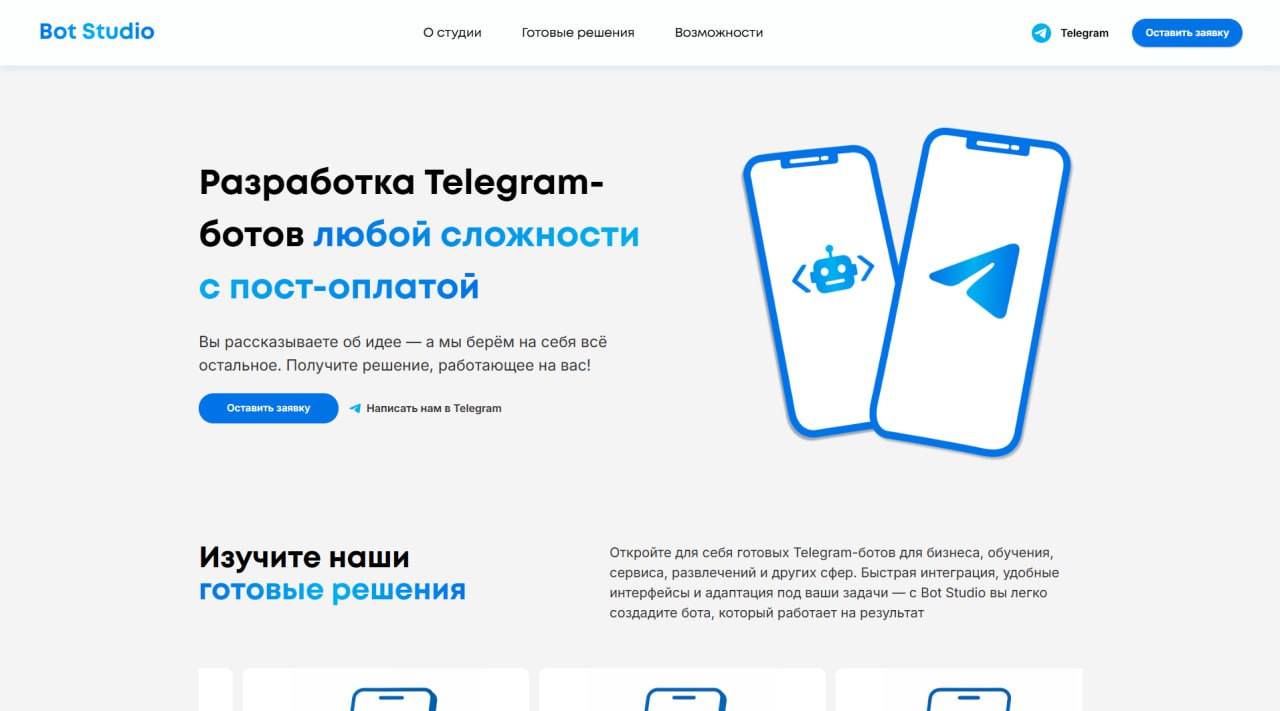 Bot Studio
О студии
Готовые решения
Возможности
Telegram
Оставить заявку
Разработка Telegram-
ботов любой сложности
с пост-оплатой
Вы рассказываете об идее — а мы берём на себя всё
остальное. Получите решение, работающее на вас!
Оставить заявку
Написать нам в Telegram
Изучите наши
готовые решения
Откройте для себя готовых Telegram-ботов для бизнеса, обучения,
сервиса, развлечений и других сфер. Быстрая интеграция, удобные
интерфейсы и адаптация под ваши задачи — с Bot Studio вы легко
создадите бота, который работает на результат